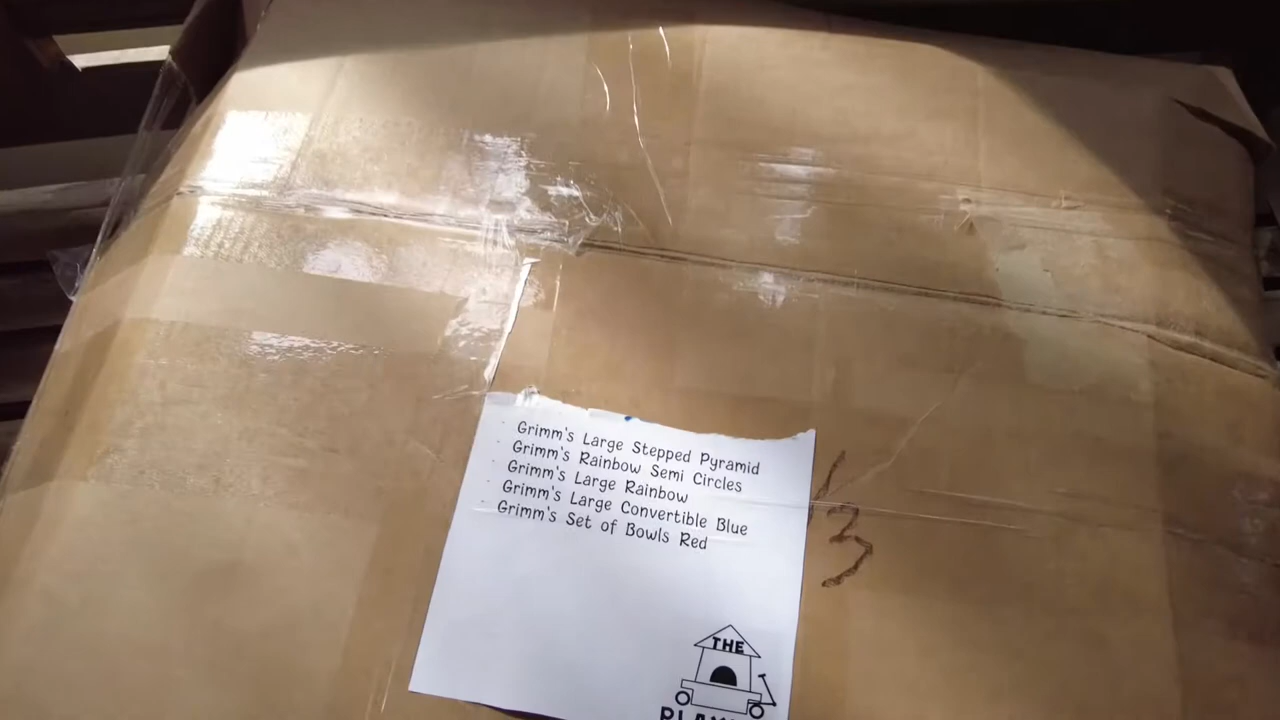 Grimm's Large Stepped Pyramid
Grimm's Rainbow Semi Circles
Grimm's Large Rainbow
Grimm's Large Convertible Blue
Grimm's Set of Bowls Red
13
THE